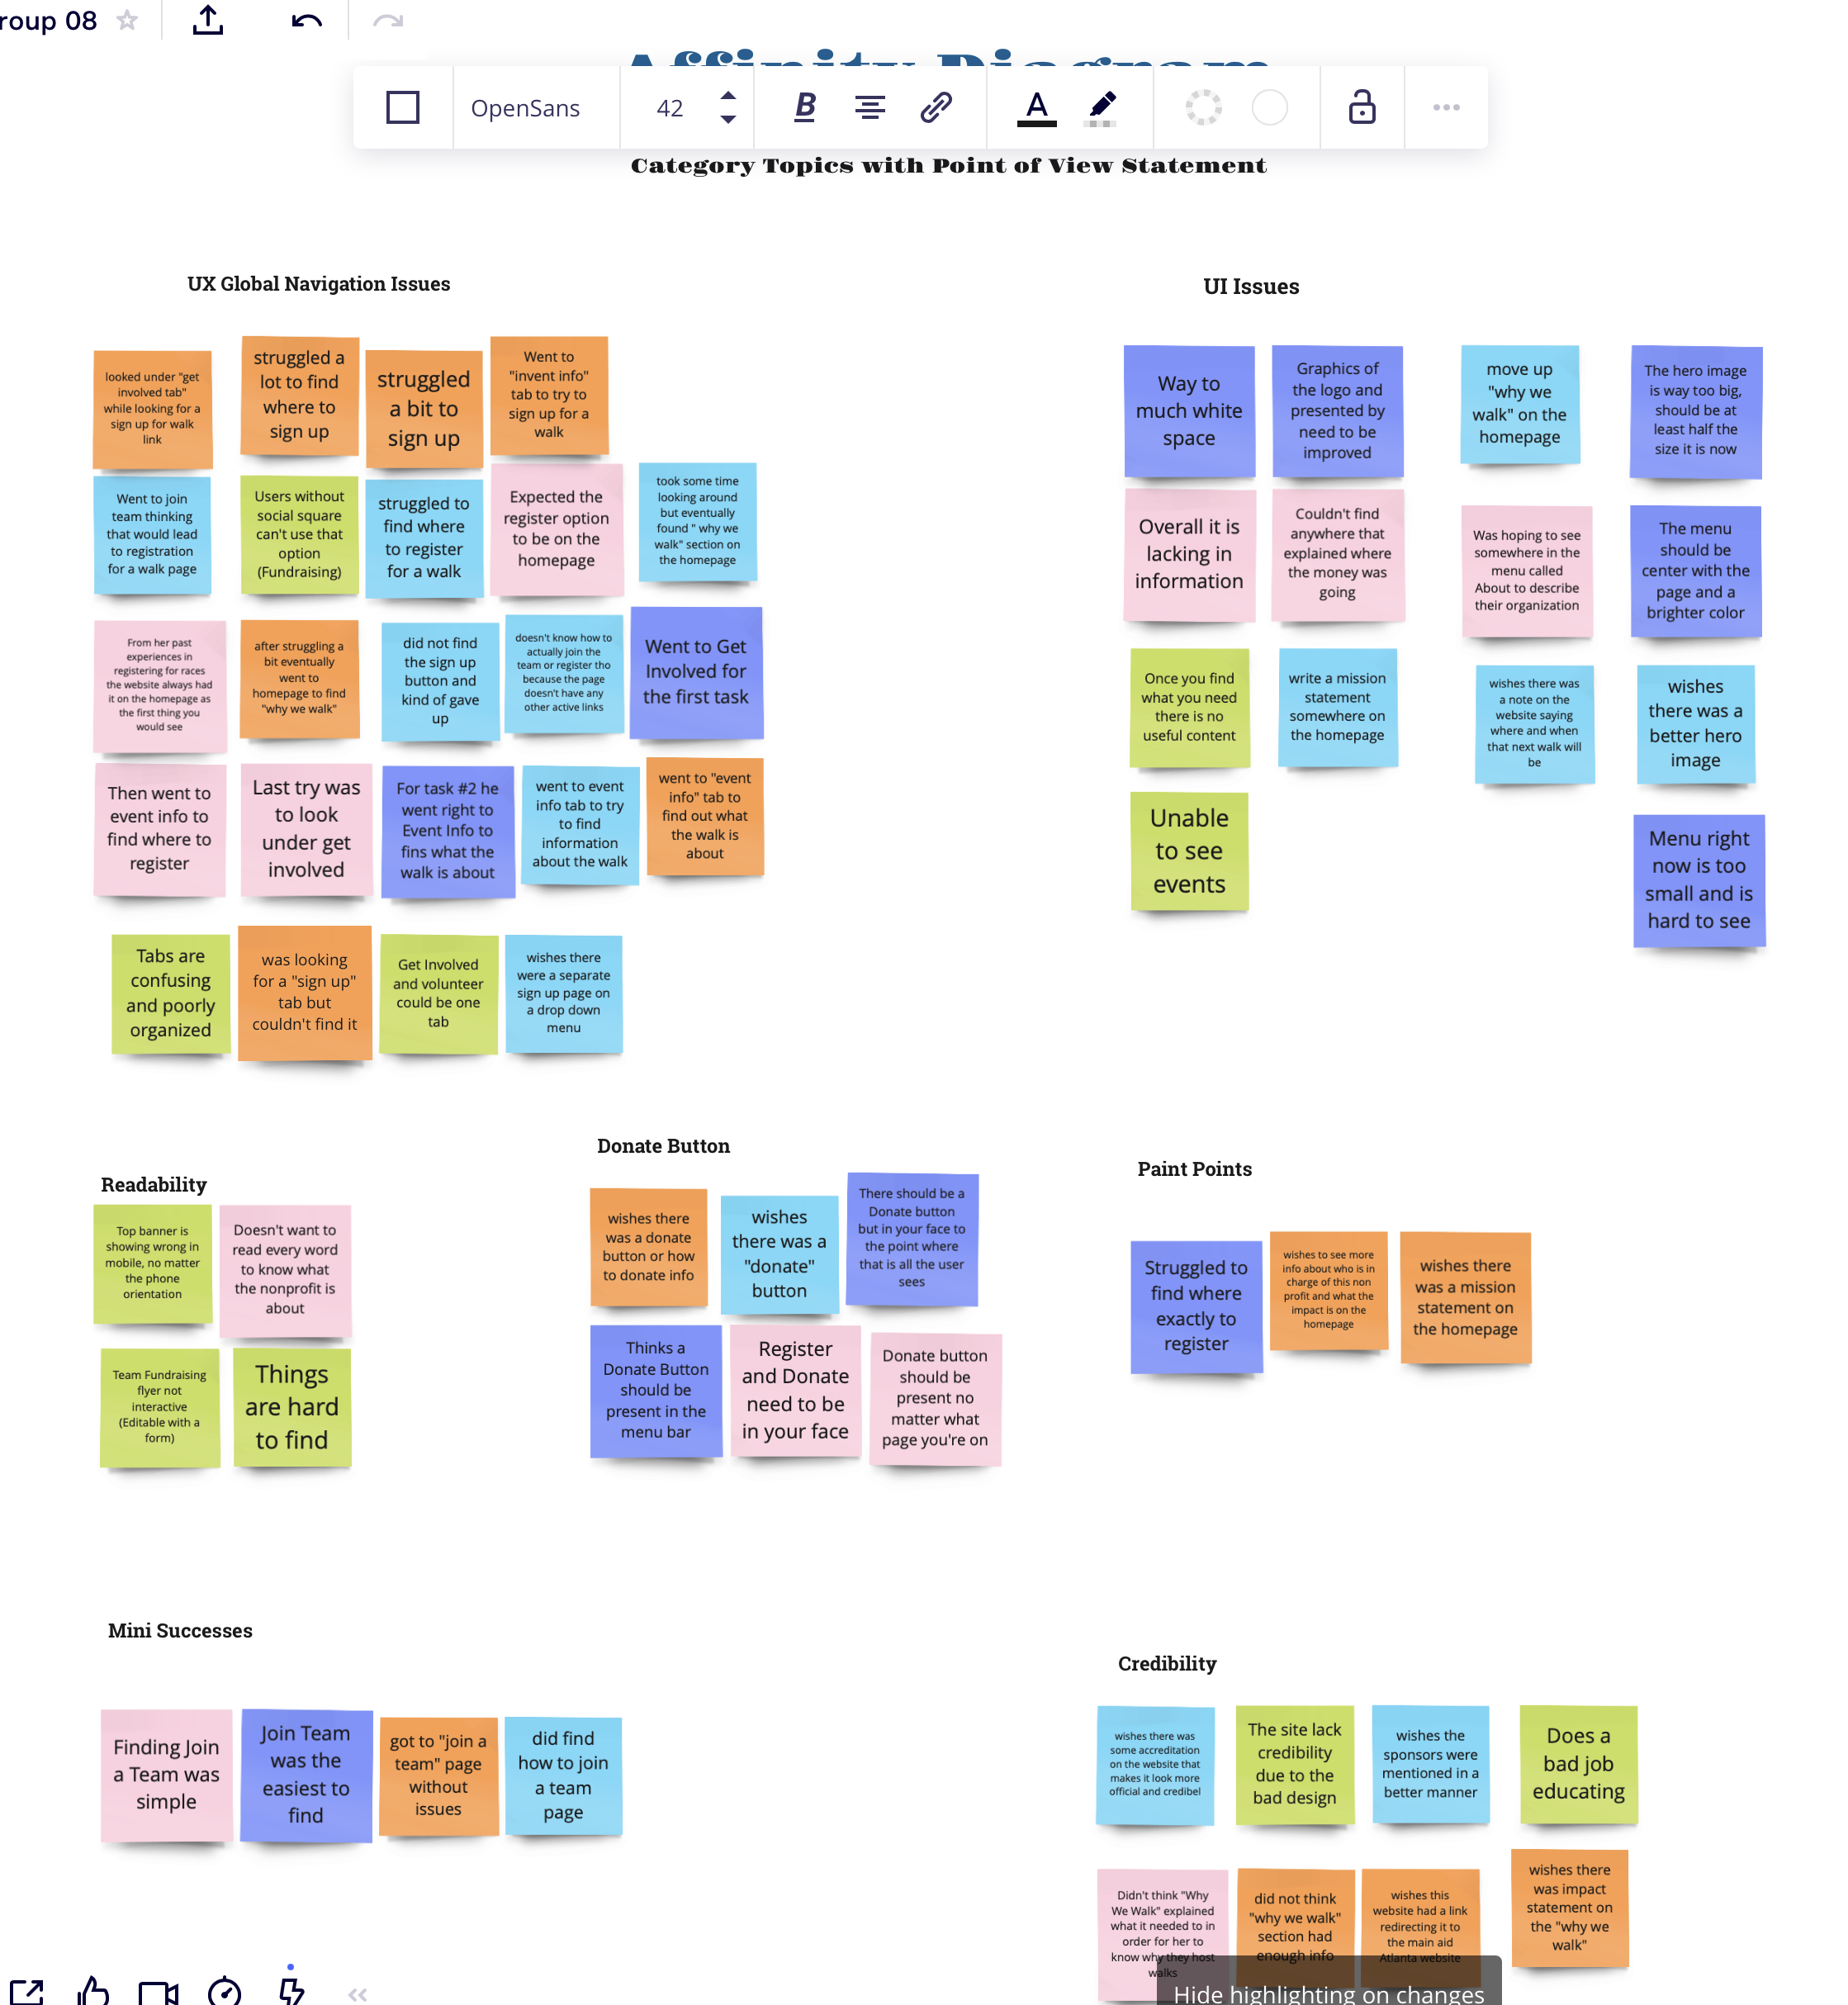 roup 08
Affinity Diagram
OpenSans
42
B
A
Category Topics with Point of View Statement
UX Global Navigation Issues
looked under "get
involved tab"
while looking for a
sign up for walk
link
struggled a
lot to find
where to
sign up
struggled
a bit to
sign up
Went to
"invent info"
tab to try to
sign up for a
walk
Went to join
team thinking
that would lead
to registration
for a walk page
Users without
social square
can't use that
option
(Fundraising)
struggled to
find where
to register
for a walk
Expected the
register option
to be on the
homepage
took some time
looking around
but eventually
found " why we
walk" section on
the homepage
From her past
experiences in
registering for races
the website always had
it on the homepage as
the first thing you
would see
after struggling a
bit eventually
went to
homepage to find
"why we walk"
did not find
the sign up
button and
kind of gave
up
doesn't know how to
actually join the
team or register tho
because the page
doesn't have any
other active links
Went to Get
Involved for
the first task
Then went to
event info to
find where to
register
Last try was
to look
under get
involved
For task #2 he
went right to
Event Info to
fins what the
walk is about
went to event
info tab to try
to find
information
about the walk
went to "event
info" tab to
find out what
the walk is
about
Tabs are
confusing
and poorly
organized
was looking
for a "sign up"
tab but
couldn't find it
Get Involved
and volunteer
could be one
tab
wishes there
were a separate
sign up page on
a drop down
menu
UI Issues
Way to
much white
space
Graphics of
the logo and
presented by
need to be
improved
move up
"why we
walk" on the
homepage
The hero image
is way too big,
should be at
least half the
size it is now
Overall it is
lacking in
information
Couldn't find
anywhere that
explained where
the money was
going
Was hoping to see
somewhere in the
menu called
About to describe
their organization
The menu
should be
center with the
page and a
brighter color
Once you find
what you need
there is no
useful content
write a mission
statement
somewhere on
the homepage
wishes there was
a note on the
website saying
where and when
that next walk will
be
wishes
there was a
better hero
image
Unable
to see
events
Menu right
now is too
small and is
hard to see
Readability
Top banner is
showing wrong in
mobile, no matter
the phone
orientation
Doesn't want to
read every word
to know what
the nonprofit is
about
Team Fundraising
flyer not
interactive
(Editable with a
form)
Things
are hard
to find
Donate Button
wishes there
was a donate
button or how
to donate info
wishes
there was a
"donate"
button
There should be a
Donate button
but in your face to
the point where
that is all the user
sees
Thinks a
Donate Button
should be
present in the
menu bar
Register
and Donate
need to be
in your face
Donate button
should be
present no
matter what
page you're on
Paint Points
Struggled to
find where
exactly to
register
wishes to see more
info about who is in
charge of this non
profit and what the
impact is on the
homepage
wishes there
was a mission
statement on
the homepage
Mini Successes
Finding Join
a Team was
simple
Join Team
was the
easiest to
find
got to "join a
team" page
without
issues
did find
how to join
a team
page
Credibility
wishes there was
some accreditation
on the website that
makes it look more
official and credibel
The site lack
credibility
due to the
bad design
wishes the
sponsors were
mentioned in a
better manner
Does a
bad job
educating
Didn't think "Why
We Walk" explained
what it needed to in
order for her to
know why they host
walks
did not think
"why we walk"
section had
enough info
wishes this
website had a link
redirecting it to
the main aid
Atlanta website
wishes there
was impact
statement on
the "why we
walk"
Hide highlighting on changes